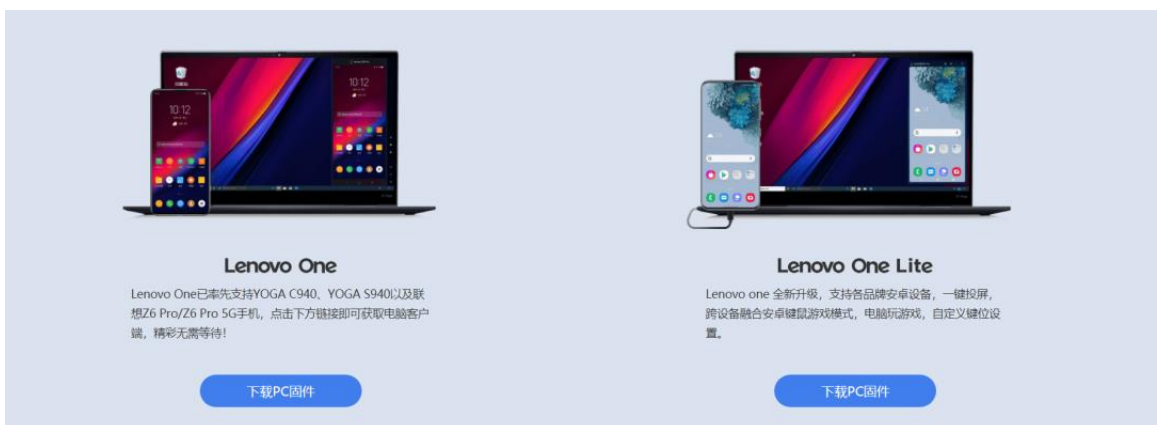 10:12
10:12
Lenovo One
Lenovo One已率先支持YOGA C940、YOGA S940以及联
想Z6 Pro/Z6 Pro 5G手机，点击下方链接即可获取电脑客户
端，精彩无需等待！
下载PC固件
Lenovo One Lite
Lenovo one 全新升级，支持各品牌安卓设备，一键投屏，
跨设备融合安卓键鼠游戏模式，电脑玩游戏，自定义键位设
置。
下载PC固件